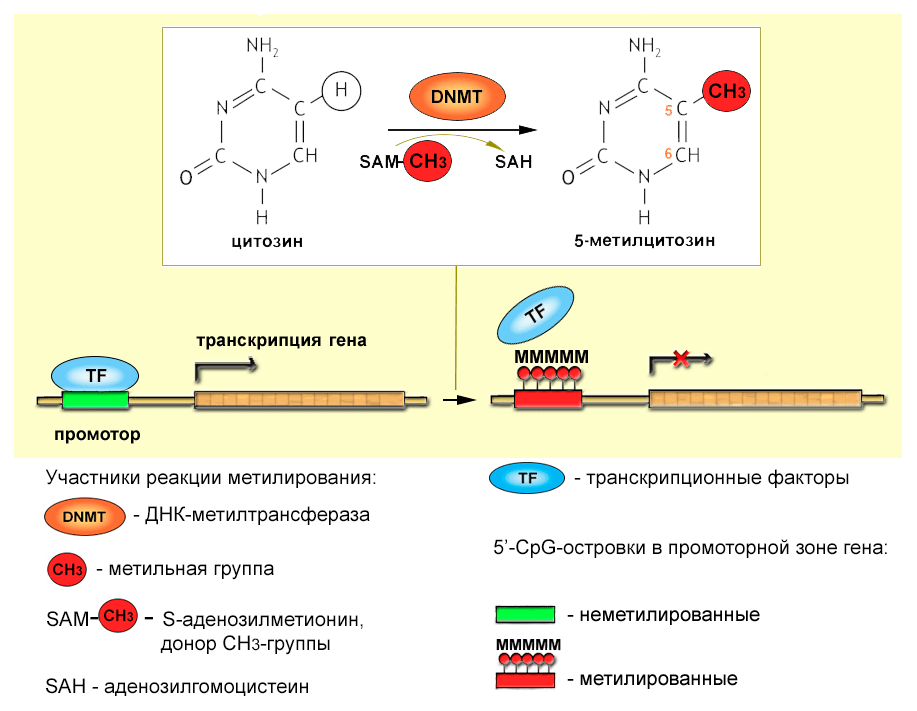 NH₂
H
N
C
C
C
CH
O
N
H
цитозин
DNMT
SAM-CH3
SAH
NH₂
CH3
N
C
C
5
C
6
CH
O
N
H
5-метилцитозин
TF
транскрипция гена
TF
промотор
MMMMM
Участники реакции метилирования:
DNMT - ДНК-метилтрансфераза
CH3 - метильная группа
SAM-CH3 - S-аденозилметионин,
донор CH3-группы
SAH - аденозилгомоцистеин
TF - транскрипционные факторы
5’-CpG-островки в промоторной зоне гена:
- неметилированные
MMMMM
- метилированные